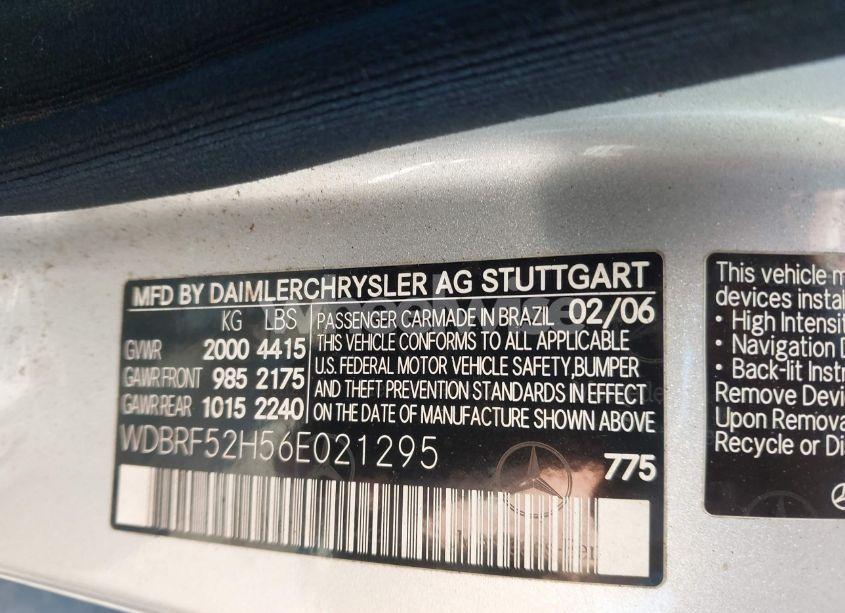 MFD BY DAIMLERCHRYSLER AG STUTTGART
KG LBS
GVWR 2000 4415
GAWR FRONT 985 2175
GAWR REAR 1015 2240
PASSENGER CARMADE IN BRAZIL 02/06
THIS VEHICLE CONFORMS TO ALL APPLICABLE
U.S. FEDERAL MOTOR VEHICLE SAFETY,BUMPER
AND THEFT PREVENTION STANDARDS IN EFFECT
ON THE DATE OF MANUFACTURE SHOWN ABOVE
WDBRF52H56E021295
775
This vehicle m
devices instal
• High Intensit
• Navigation D
• Back-lit Instr
Remove Devi
Upon Remova
Recycle or Di